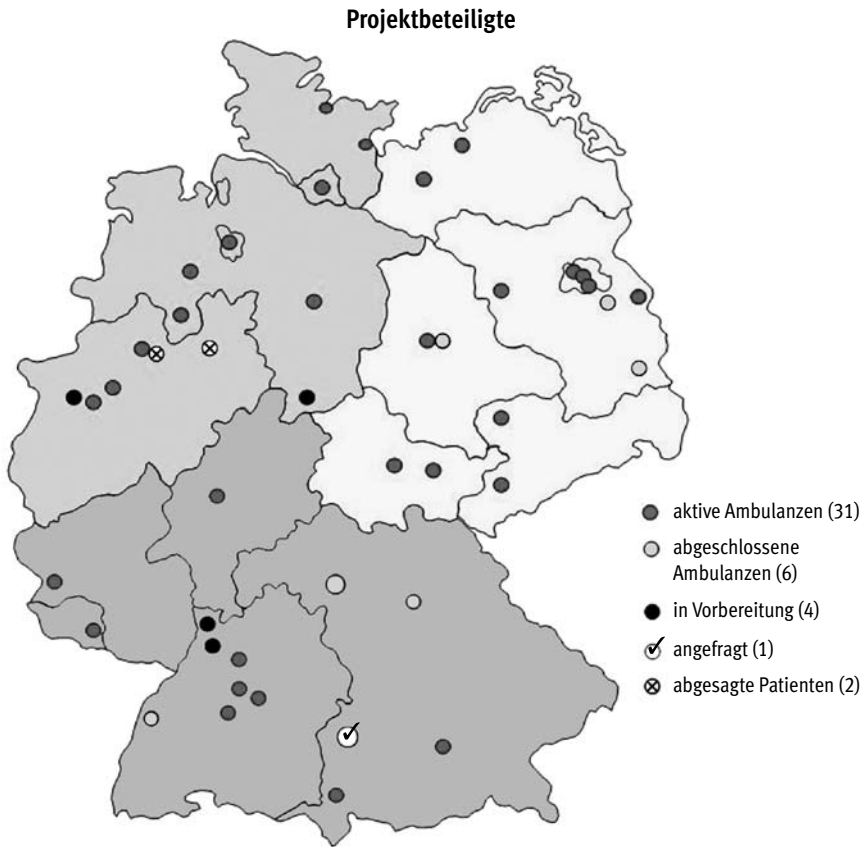 Projektbeteiligte
aktive Ambulanzen (31)
abgeschlossene
Ambulanzen (6)
in Vorbereitung (4)
angefragt (1)
abgesagte Patienten (2)